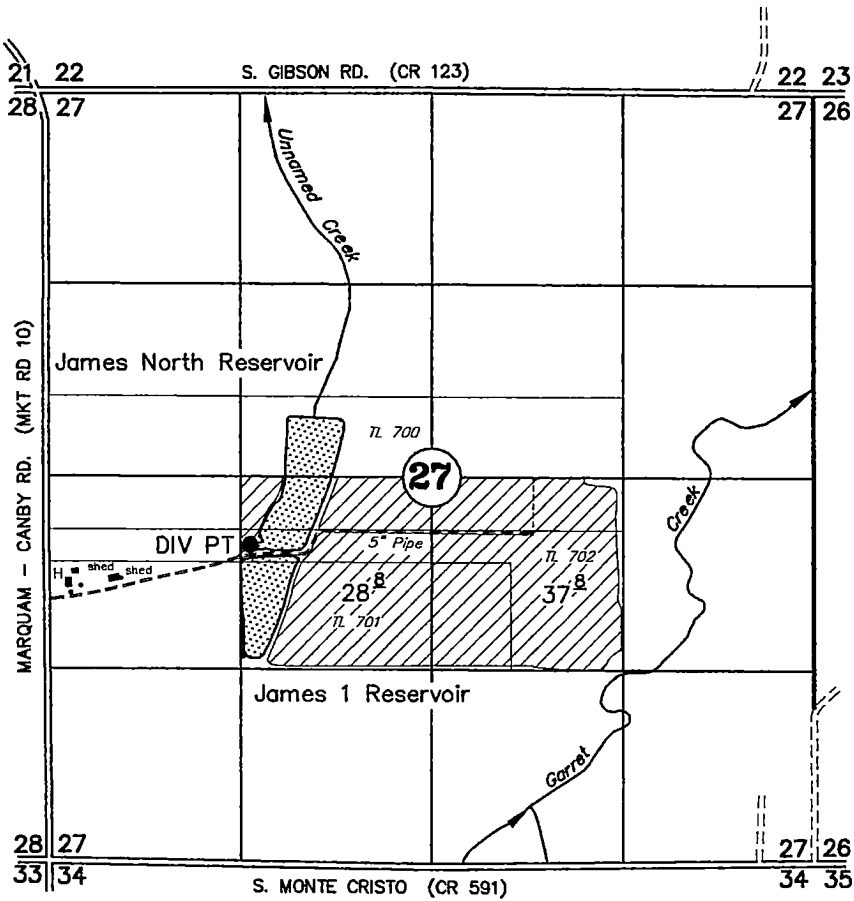 21 22
S. GIBSON RD. (CR 123)
22 23
28 27
27 26
Unnamed Creek
MARQUAM - CANBY RD. (MKT RD 10)
James North Reservoir
TL 700
27
Creek
DIV PT
5" Pipe
TL 702
H shed shed
28 8
37 8
TL 701
James 1 Reservoir
Garret
28 27
27 26
33 34
34 35
S. MONTE CRISTO (CR 591)